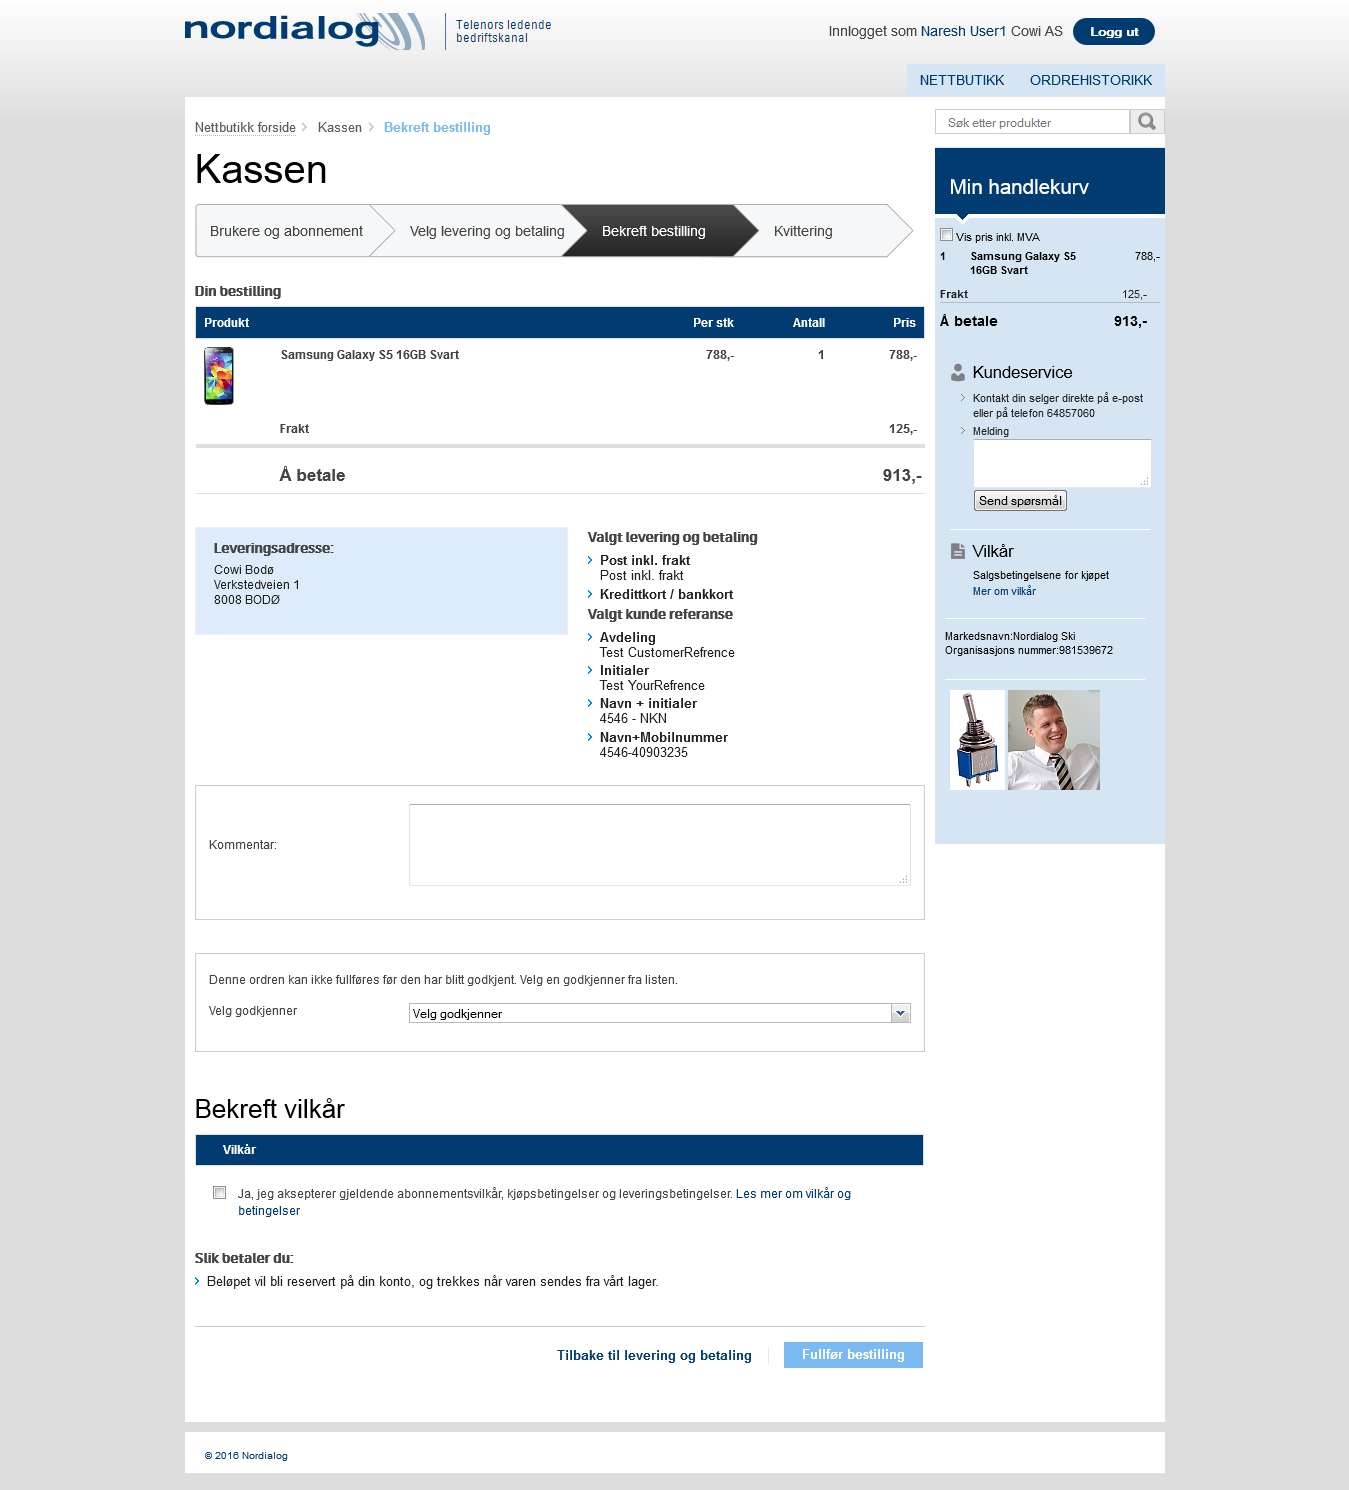 nordialog
Telenors ledende
bedriftskanal
Innlogget som Naresh User1 Cowi AS
Logg ut
NETTBUTIKK
ORDREHISTORIKK
Nettbutikk forside
Kassen
Bekreft bestilling
Søk etter produkter
Kassen
Brukere og abonnement
Velg levering og betaling
Bekreft bestilling
Kvittering
Din bestilling
Produkt Per stk Antall Pris
Samsung Galaxy S5 16GB Svart 788,- 1 788,-
Frakt 125,-
Å betale 913,-
Leveringsadresse:
Cowi Bodø
Verkstedveien 1
8008 BODØ
Valgt levering og betaling
Post inkl. frakt
Post inkl. frakt
Kredittkort / bankkort
Valgt kunde referanse
Avdeling
Test CustomerRefrence
Initialer
Test YourRefrence
Navn + initialer
4546 - NKN
Navn+Mobilnummer
4546-40903235
Kommentar:
Denne ordren kan ikke fullføres før den har blitt godkjent. Velg en godkjenner fra listen.
Velg godkjenner
Velg godkjenner
Bekreft vilkår
Vilkår
Ja, jeg aksepterer gjeldende abonnementsvilkår, kjøpsbetingelser og leveringsbetingelser. Les mer om vilkår og
betingelser
Slik betaler du:
Beløpet vil bli reservert på din konto, og trekkes når varen sendes fra vårt lager.
Tilbake til levering og betaling
Fullfør bestilling
Min handlekurv
Vis pris inkl. MVA
1 Samsung Galaxy S5 788,-
16GB Svart
Frakt 125,-
Å betale 913,-
Kundeservice
Kontakt din selger direkte på e-post
eller på telefon 64857060
Melding
Send spørsmål
Vilkår
Salgsbetingelsene for kjøpet
Mer om vilkår
Markedsnavn:Nordialog Ski
Organisasjons nummer:981539672
© 2016 Nordialog